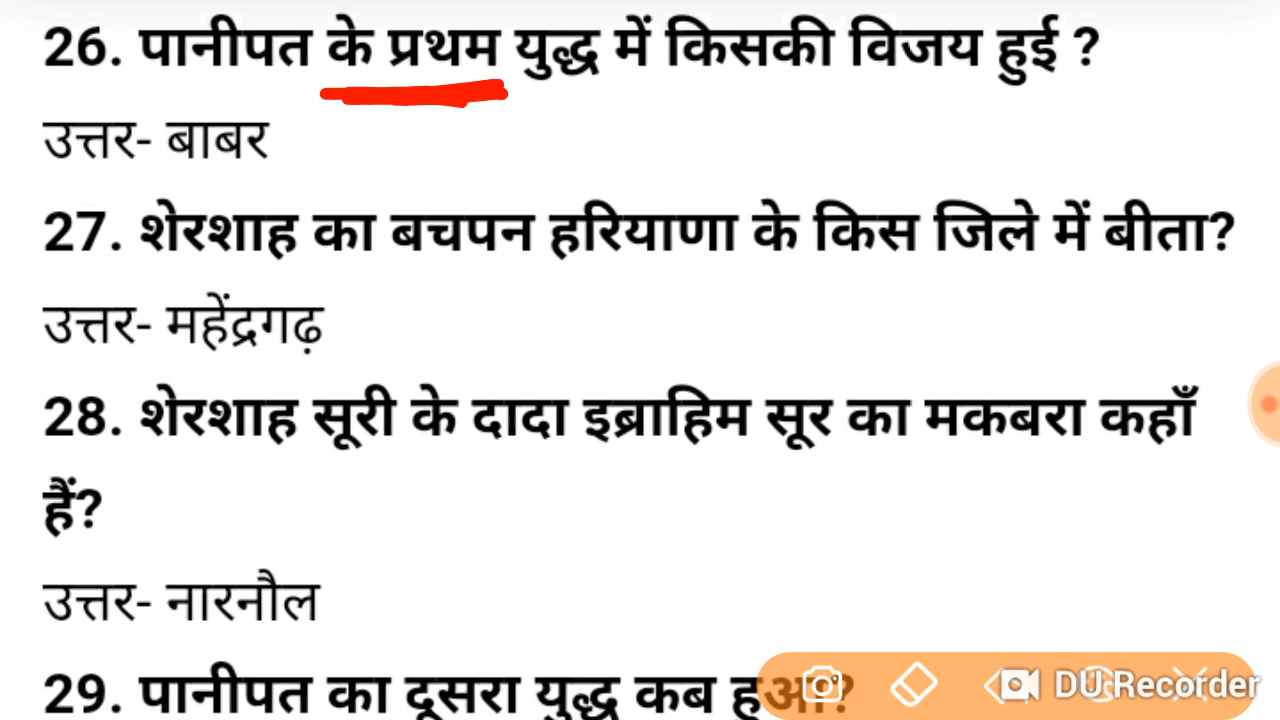 26. पानीपत के प्रथम युद्ध में किसकी विजय हुई ?
उत्तर- बाबर
27. शेरशाह का बचपन हरियाणा के किस जिले में बीता?
उत्तर- महेंद्रगढ़
28. शेरशाह सूरी के दादा इब्राहिम सूर का मकबरा कहाँ
हैं?
उत्तर- नारनौल
29. पानीपत का दूसरा युद्ध कब हुआ?
DU Recorder